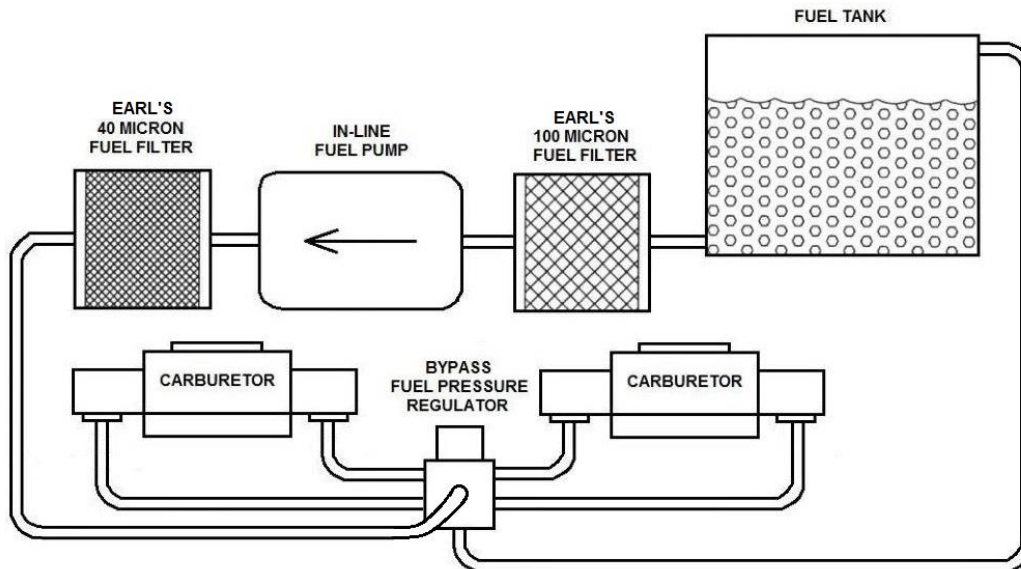 FUEL TANK
EARL'S
40 MICRON
FUEL FILTER
IN-LINE
FUEL PUMP
EARL'S
100 MICRON
FUEL FILTER
CARBURETOR
BYPASS
FUEL PRESSURE
REGULATOR
CARBURETOR